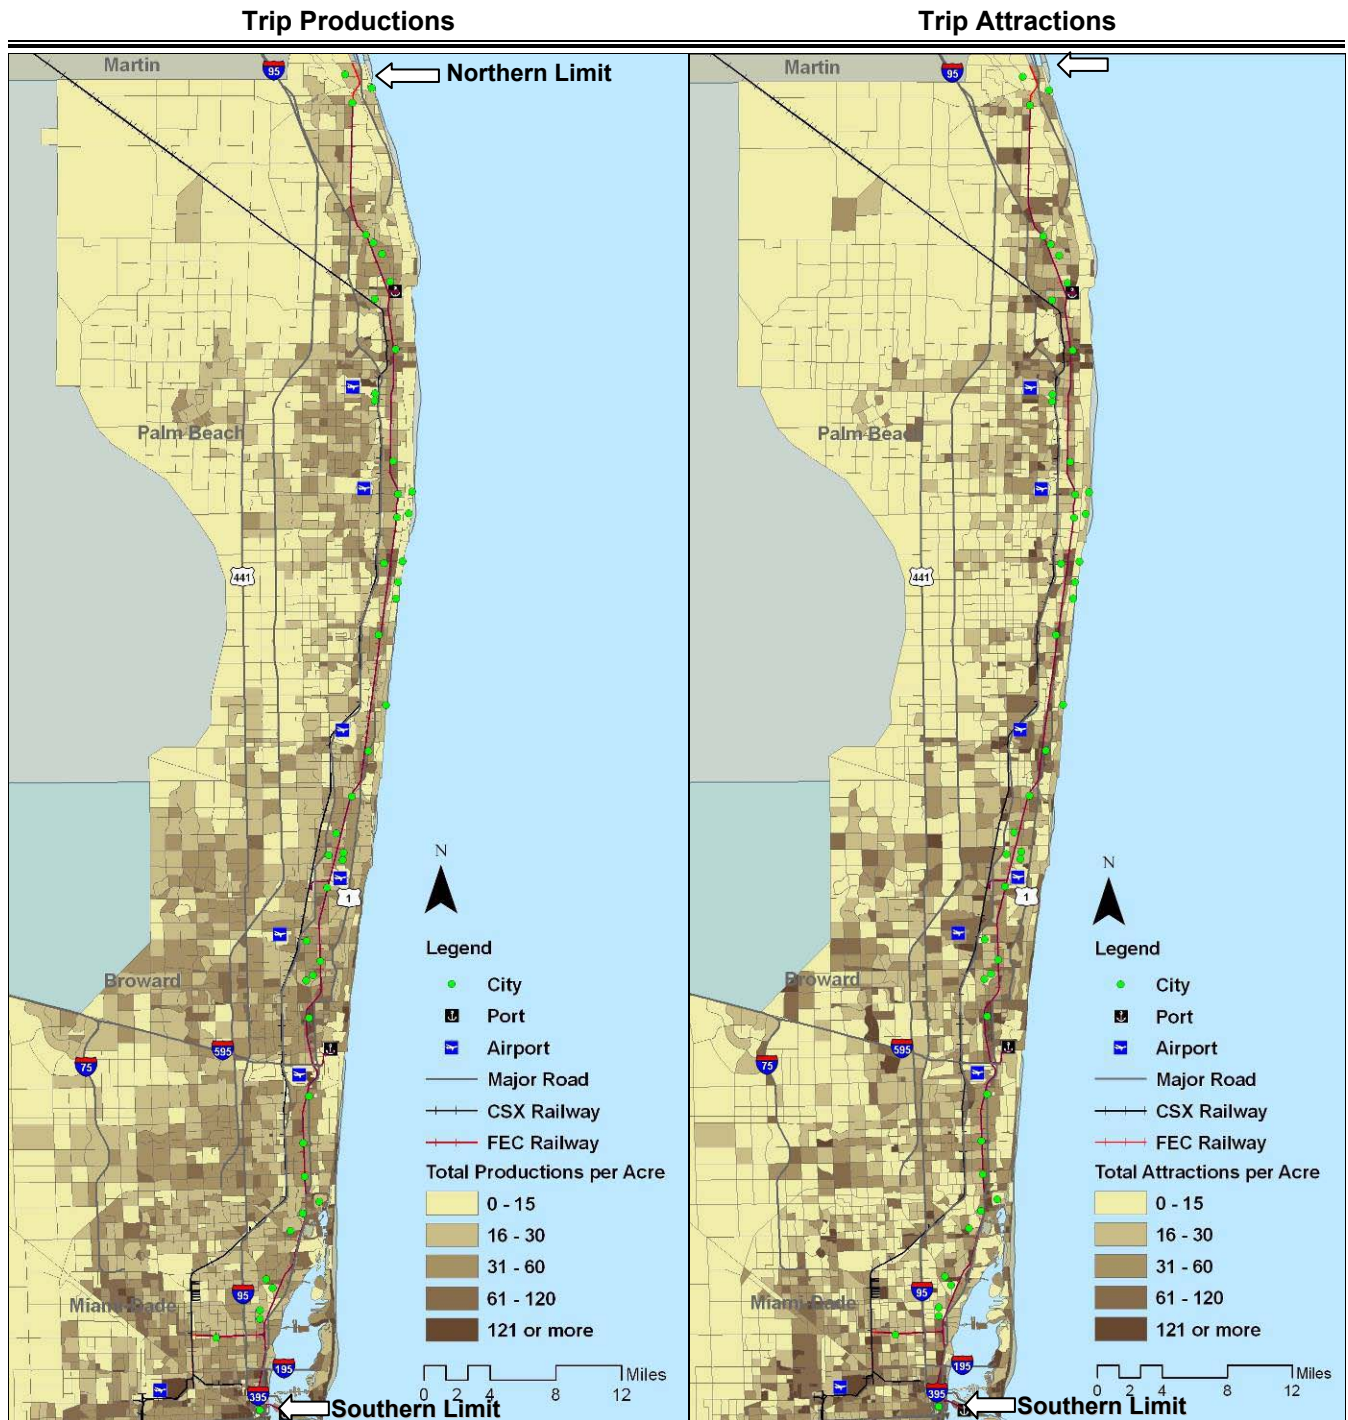 Trip Productions
Trip Attractions
Martin
95
Northern Limit
Palm Beach
441
N
1
Legend
City
Port
Airport
Major Road
CSX Railway
FEC Railway
Total Productions per Acre
0 - 15
16 - 30
31 - 60
61 - 120
121 or more
Broward
595
75
95
Miami-Dade
195
395
0 2 4 8 12
Miles
Southern Limit
Martin
95
Palm Beach
441
N
1
Legend
City
Port
Airport
Major Road
CSX Railway
FEC Railway
Total Attractions per Acre
0 - 15
16 - 30
31 - 60
61 - 120
121 or more
Broward
595
75
95
Miami-Dade
195
395
0 2 4 8 12
Miles
Southern Limit